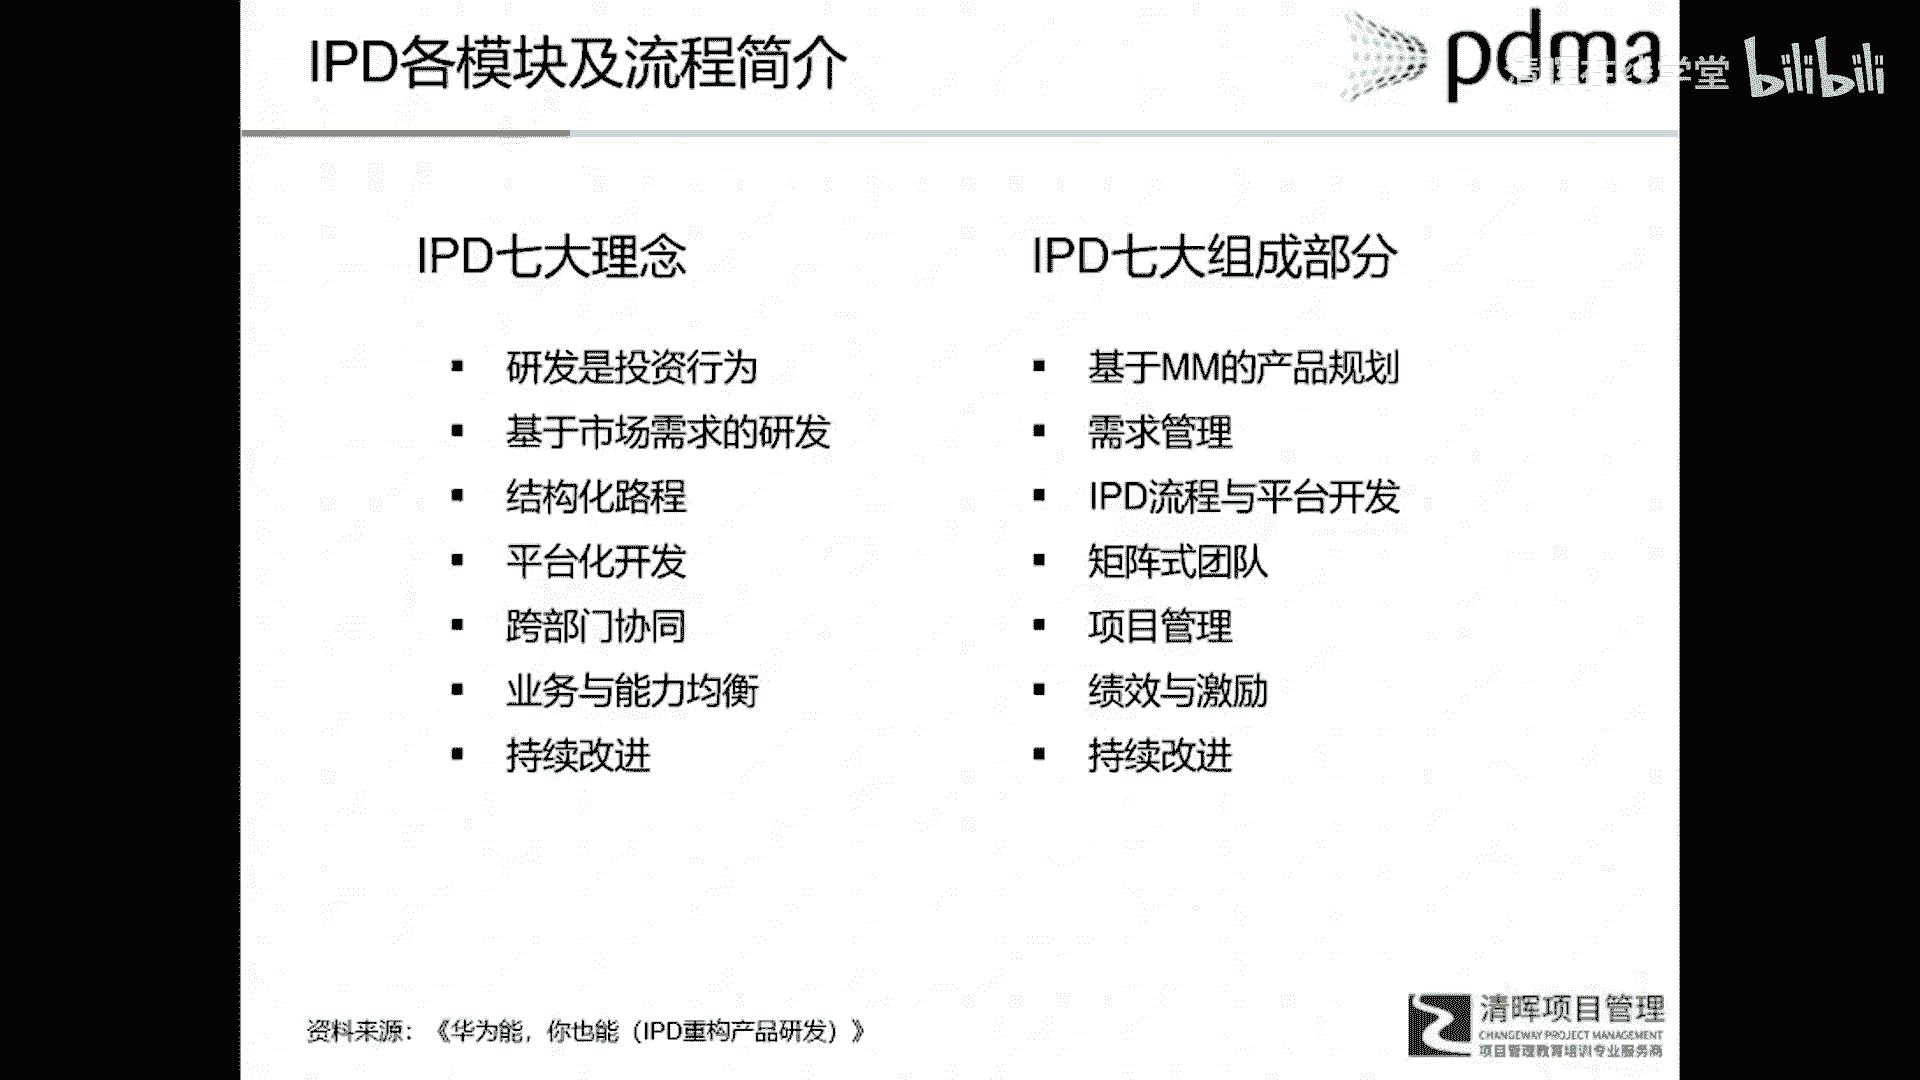 IPD各模块及流程简介
pdma
学堂 bilibili
IPD七大理念
研发是投资行为
基于市场需求的研发
结构化路程
平台化开发
跨部门协同
业务与能力均衡
持续改进
IPD七大组成部分
基于MM的产品规划
需求管理
IPD流程与平台开发
矩阵式团队
项目管理
绩效与激励
持续改进
资料来源：《华为能，你也能（IPD重构产品研发）》
清晖项目管理
CHANGEWAY PROJECT MANAGEMENT
项目管理教育培训专业服务商